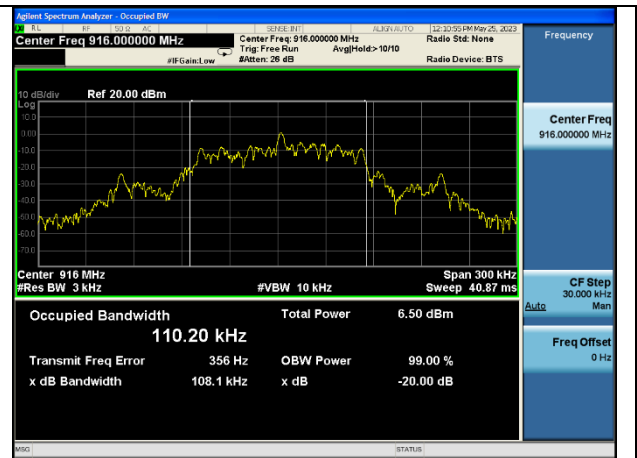 Agilent Spectrum Analyzer - Occupied BW
RL RF 50 Ω AC SENSE:INT ALIGN AUTO 12:10:55 PM May 25, 2023
Center Freq 916.000000 MHz Center Freq: 916.000000 MHz Radio Std: None Frequency
Trig: Free Run Avg|Hold:> 10/10
#IFGain:Low #Atten: 26 dB Radio Device: BTS
10 dB/div Ref 20.00 dBm
Log
10.0
0.00
-10.0
-20.0
-30.0
-40.0
-50.0
-60.0
-70.0
Center Freq
916.000000 MHz
Center 916 MHz Span 300 kHz
#Res BW 3 kHz #VBW 10 kHz Sweep 40.87 ms
CF Step
30.000 kHz
Auto Man
Occupied Bandwidth Total Power 6.50 dBm
110.20 kHz
Freq Offset
0 Hz
Transmit Freq Error 356 Hz OBW Power 99.00 %
x dB Bandwidth 108.1 kHz x dB -20.00 dB
MSG STATUS